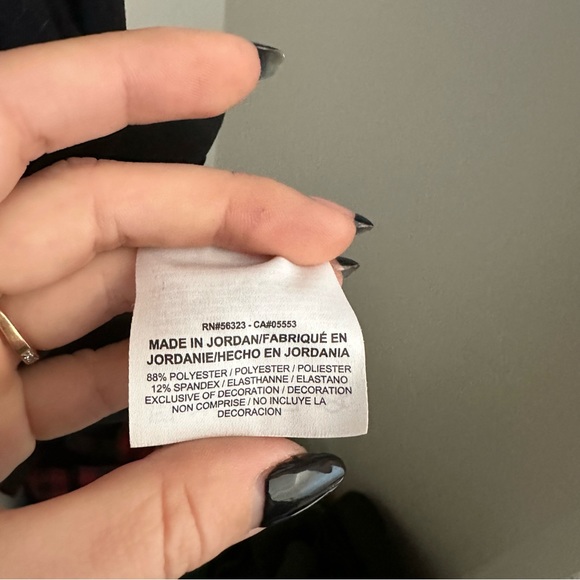 RN#56323 - CA#05553
MADE IN JORDAN/FABRIQUÉ EN
JORDANIE/HECHO EN JORDANIA
88% POLYESTER / POLYESTER / POLIESTER
12% SPANDEX / ELASTHANNE / ELASTANO
EXCLUSIVE OF DECORATION / DECORATION
NON COMPRISE / NO INCLUYE LA
DECORACION